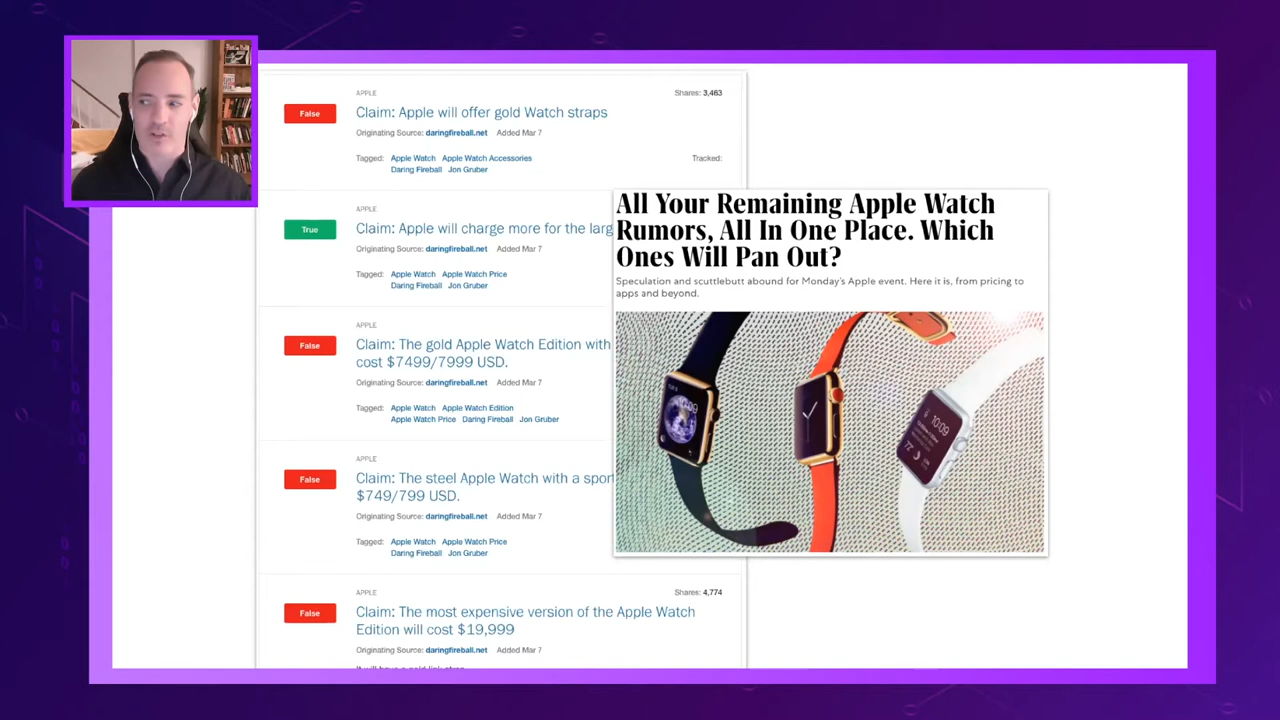 APPLE
Shares: 3,463
False
Claim: Apple will offer gold Watch straps
Originating Source: daringfireball.net Added Mar 7
Tagged: Apple Watch Apple Watch Accessories
Tracked:
Daring Fireball Jon Gruber
APPLE
True
Claim: Apple will charge more for the larg
Originating Source: daringfireball.net Added Mar 7
Tagged: Apple Watch Apple Watch Price
Daring Fireball Jon Gruber
APPLE
False
Claim: The gold Apple Watch Edition with
cost $7499/7999 USD.
Originating Source: daringfireball.net Added Mar 7
Tagged: Apple Watch Apple Watch Edition
Apple Watch Price Daring Fireball Jon Gruber
APPLE
False
Claim: The steel Apple Watch with a sport
$749/799 USD.
Originating Source: daringfireball.net Added Mar 7
Tagged: Apple Watch Apple Watch Price
Daring Fireball Jon Gruber
APPLE
Shares: 4,774
False
Claim: The most expensive version of the Apple Watch
Edition will cost $19,999
Originating Source: daringfireball.net Added Mar 7
All Your Remaining Apple Watch
Rumors, All In One Place. Which
Ones Will Pan Out?
Speculation and scuttlebutt abound for Monday's Apple event. Here it is, from pricing to
apps and beyond.
10:09